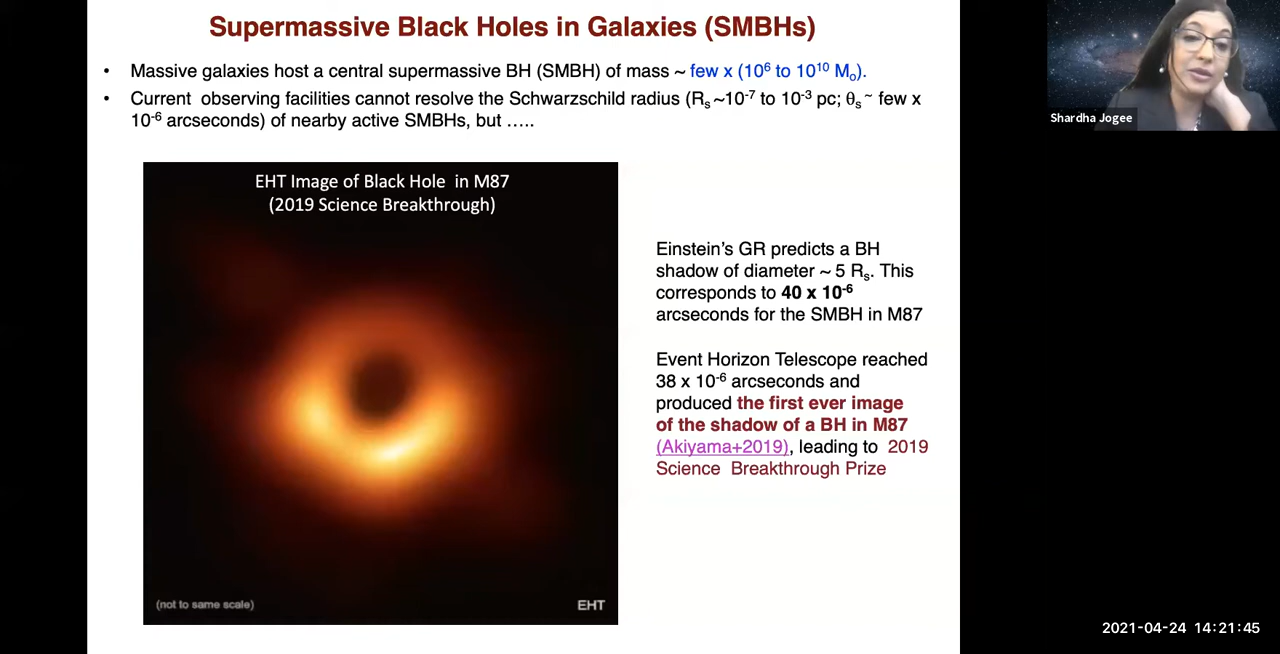 Supermassive Black Holes in Galaxies (SMBHs)
• Massive galaxies host a central supermassive BH (SMBH) of mass ~ few x (10⁶ to 10¹⁰ Mₒ).
• Current observing facilities cannot resolve the Schwarzschild radius (Rₛ ~10⁻⁷ to 10⁻³ pc; θₛ ~ few x
10⁻⁶ arcseconds) of nearby active SMBHs, but …..
EHT Image of Black Hole in M87
(2019 Science Breakthrough)
(not to same scale)
EHT
Einstein’s GR predicts a BH
shadow of diameter ~ 5 Rₛ. This
corresponds to 40 x 10⁻⁶
arcseconds for the SMBH in M87
Event Horizon Telescope reached
38 x 10⁻⁶ arcseconds and
produced the first ever image
of the shadow of a BH in M87
(Akiyama+2019), leading to 2019
Science Breakthrough Prize
Shardha Jogee
2021-04-24 14:21:45